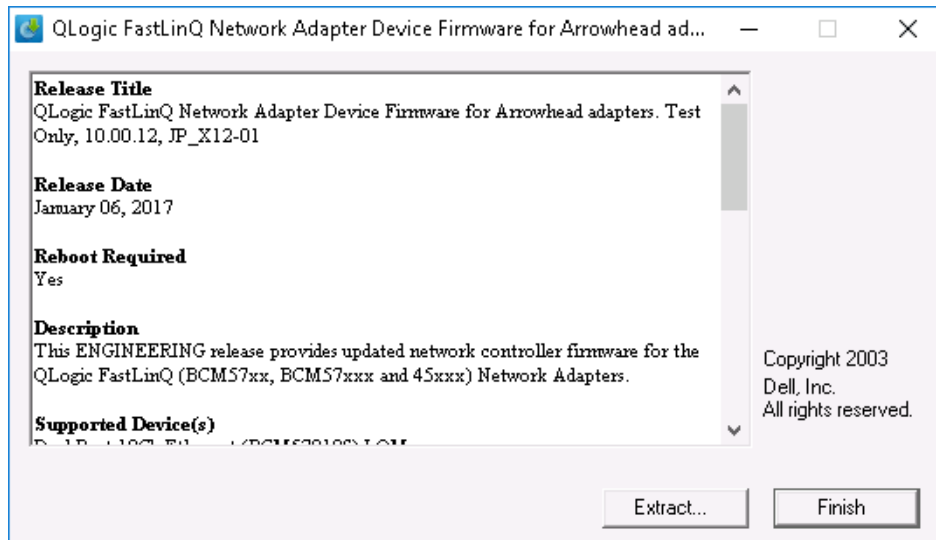 QLogic FastLinQ Network Adapter Device Firmware for Arrowhead ad...
Release Title
QLogic FastLinQ Network Adapter Device Firmware for Arrowhead adapters. Test
Only, 10.00.12, JP_X12-01
Release Date
January 06, 2017
Reboot Required
Yes
Description
This ENGINEERING release provides updated network controller firmware for the
QLogic FastLinQ (BCM57xx, BCM57xxx and 45xxx) Network Adapters.
Supported Device(s)
Copyright 2003
Dell, Inc.
All rights reserved.
Extract...
Finish